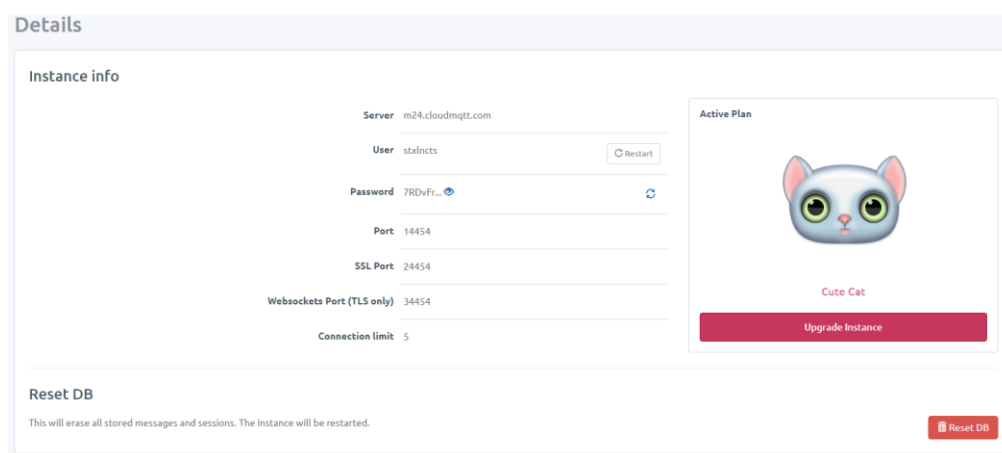 Details
Instance info
Server m24.cloudmqtt.com
User stxlncts
Restart
Password 7RDvFr...
Port 14454
SSL Port 24454
Websockets Port (TLS only) 34454
Connection limit 5
Active Plan
Cute Cat
Upgrade Instance
Reset DB
This will erase all stored messages and sessions. The instance will be restarted.
Reset DB